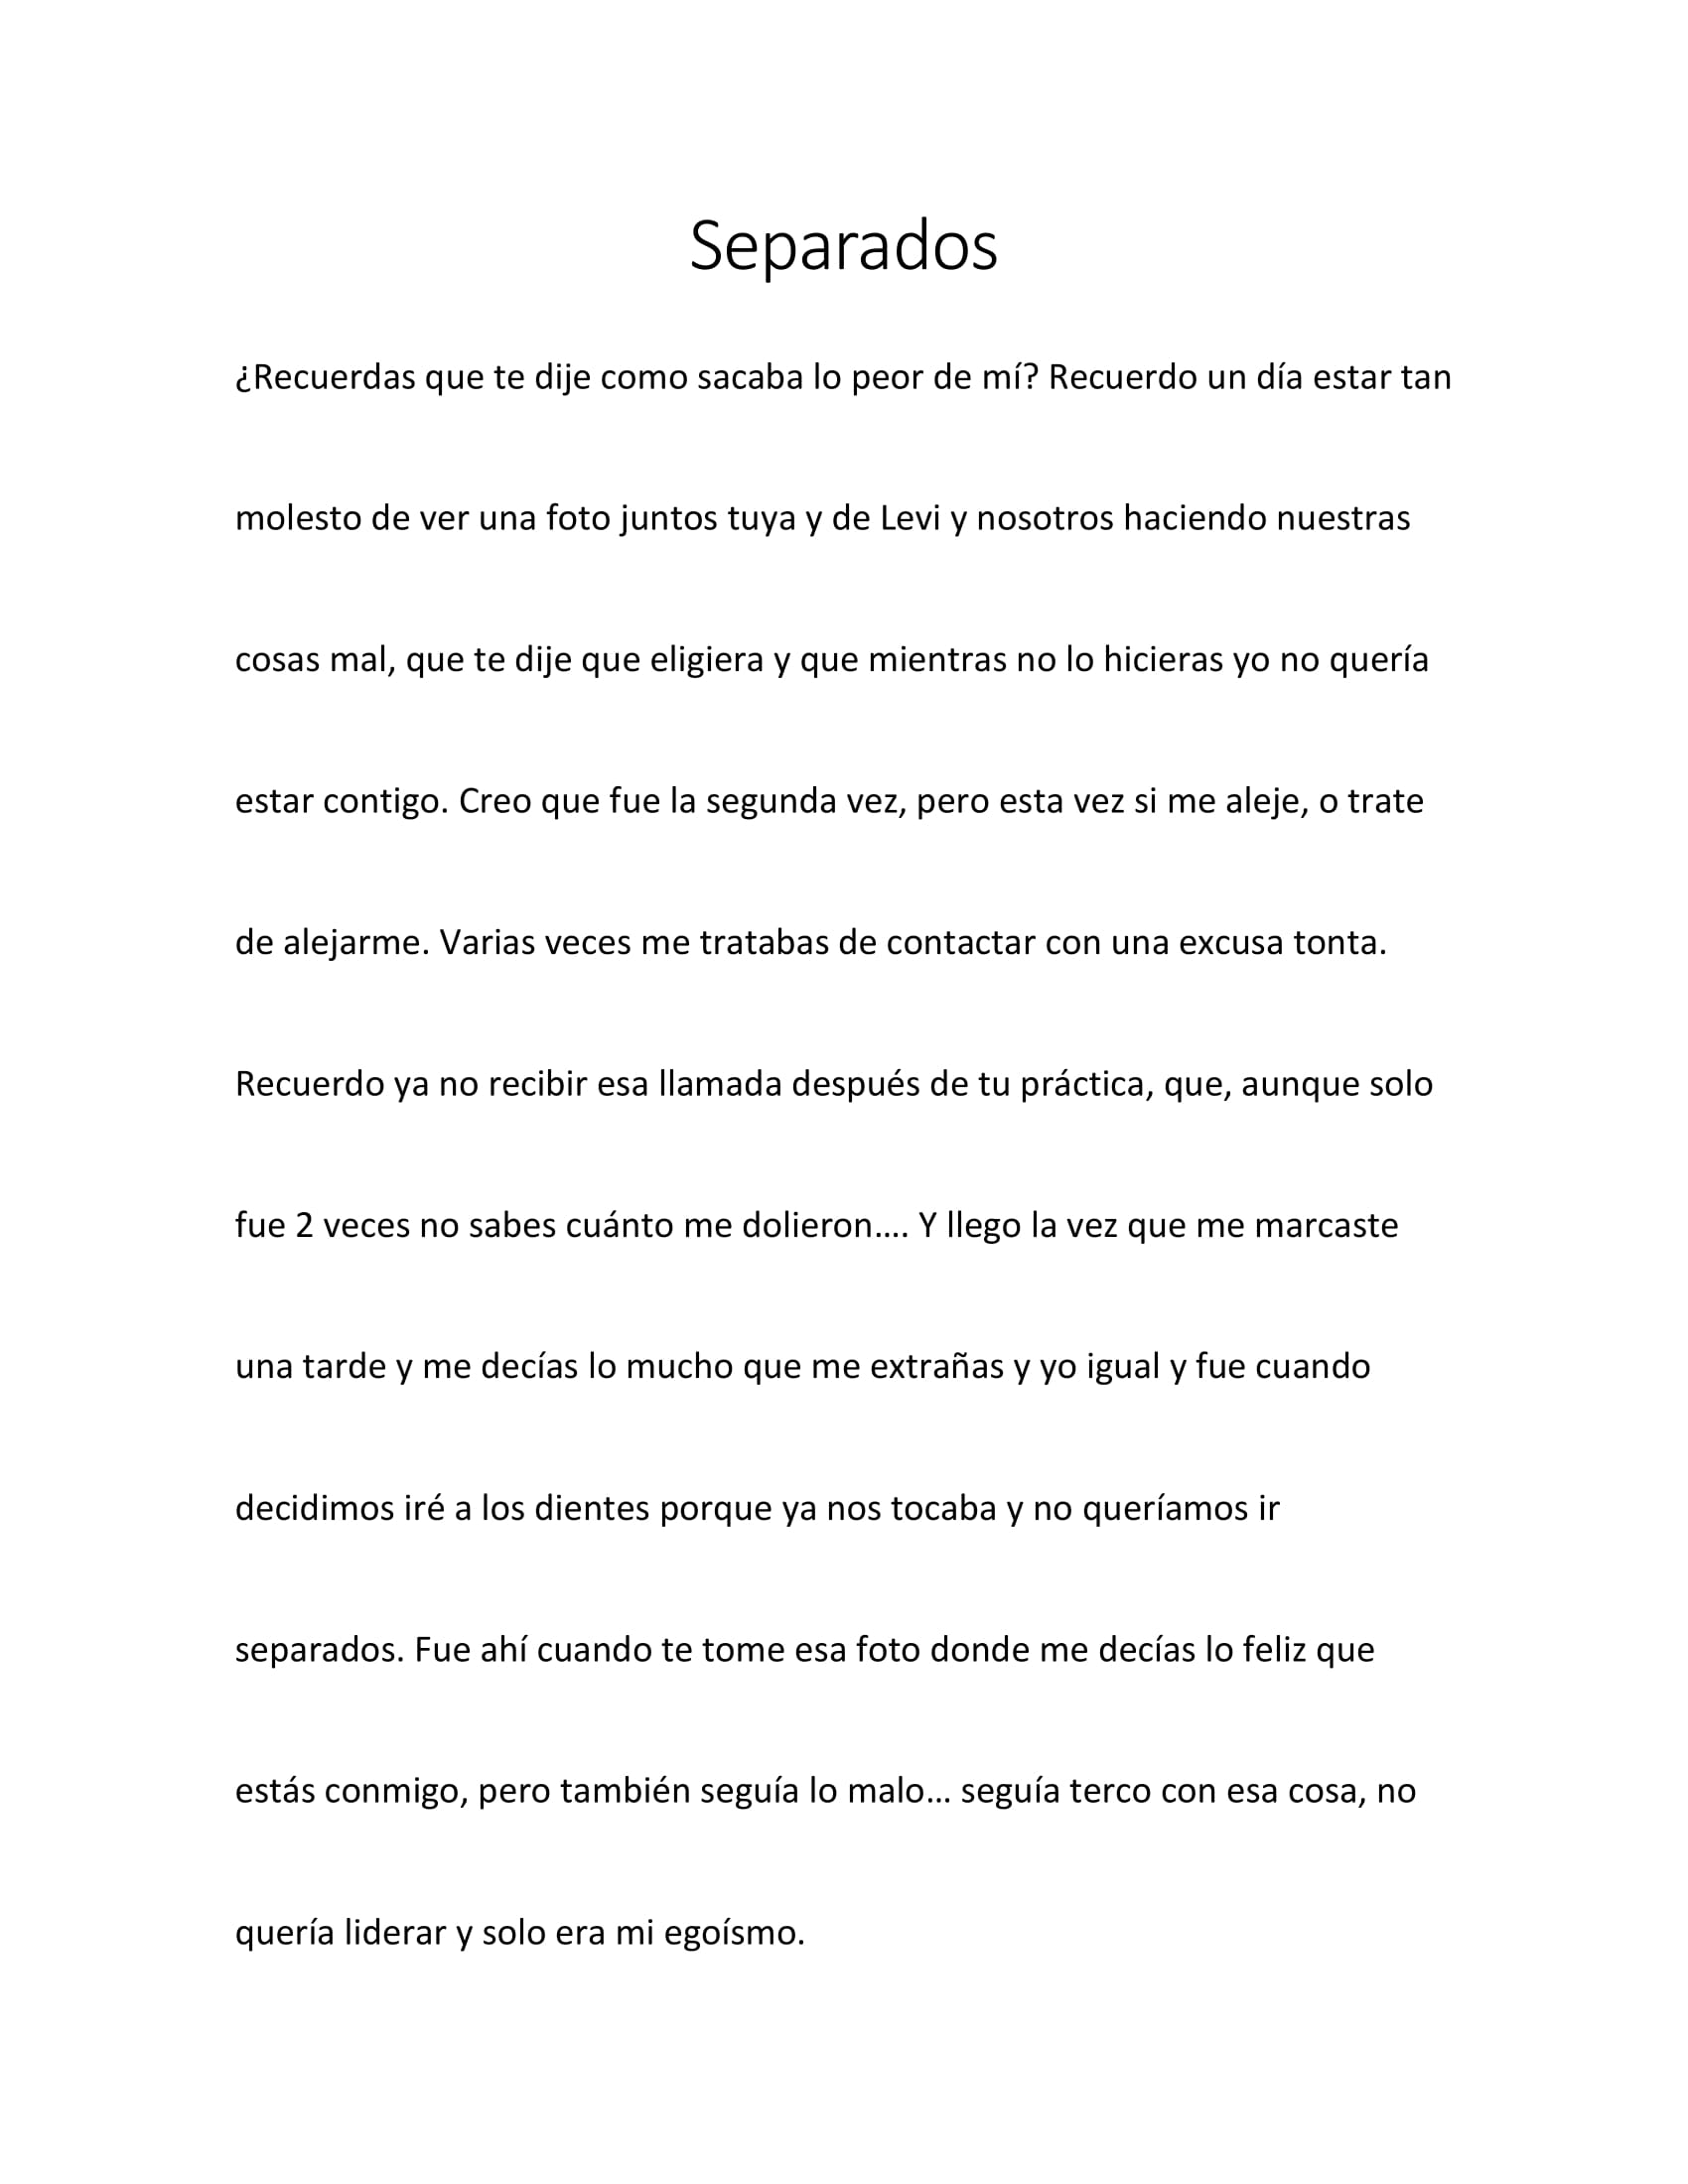 Separados
¿Recuerdas que te dije como sacaba lo peor de mí? Recuerdo un día estar tan
molesto de ver una foto juntos tuya y de Levi y nosotros haciendo nuestras
cosas mal, que te dije que eligiera y que mientras no lo hicieras yo no quería
estar contigo. Creo que fue la segunda vez, pero esta vez si me aleje, o trate
de alejarme. Varias veces me tratabas de contactar con una excusa tonta.
Recuerdo ya no recibir esa llamada después de tu práctica, que, aunque solo
fue 2 veces no sabes cuánto me dolieron…. Y llego la vez que me marcaste
una tarde y me decías lo mucho que me extrañas y yo igual y fue cuando
decidimos iré a los dientes porque ya nos tocaba y no queríamos ir
separados. Fue ahí cuando te tome esa foto donde me decías lo feliz que
estás conmigo, pero también seguía lo malo… seguía terco con esa cosa, no
quería liderar y solo era mi egoísmo.